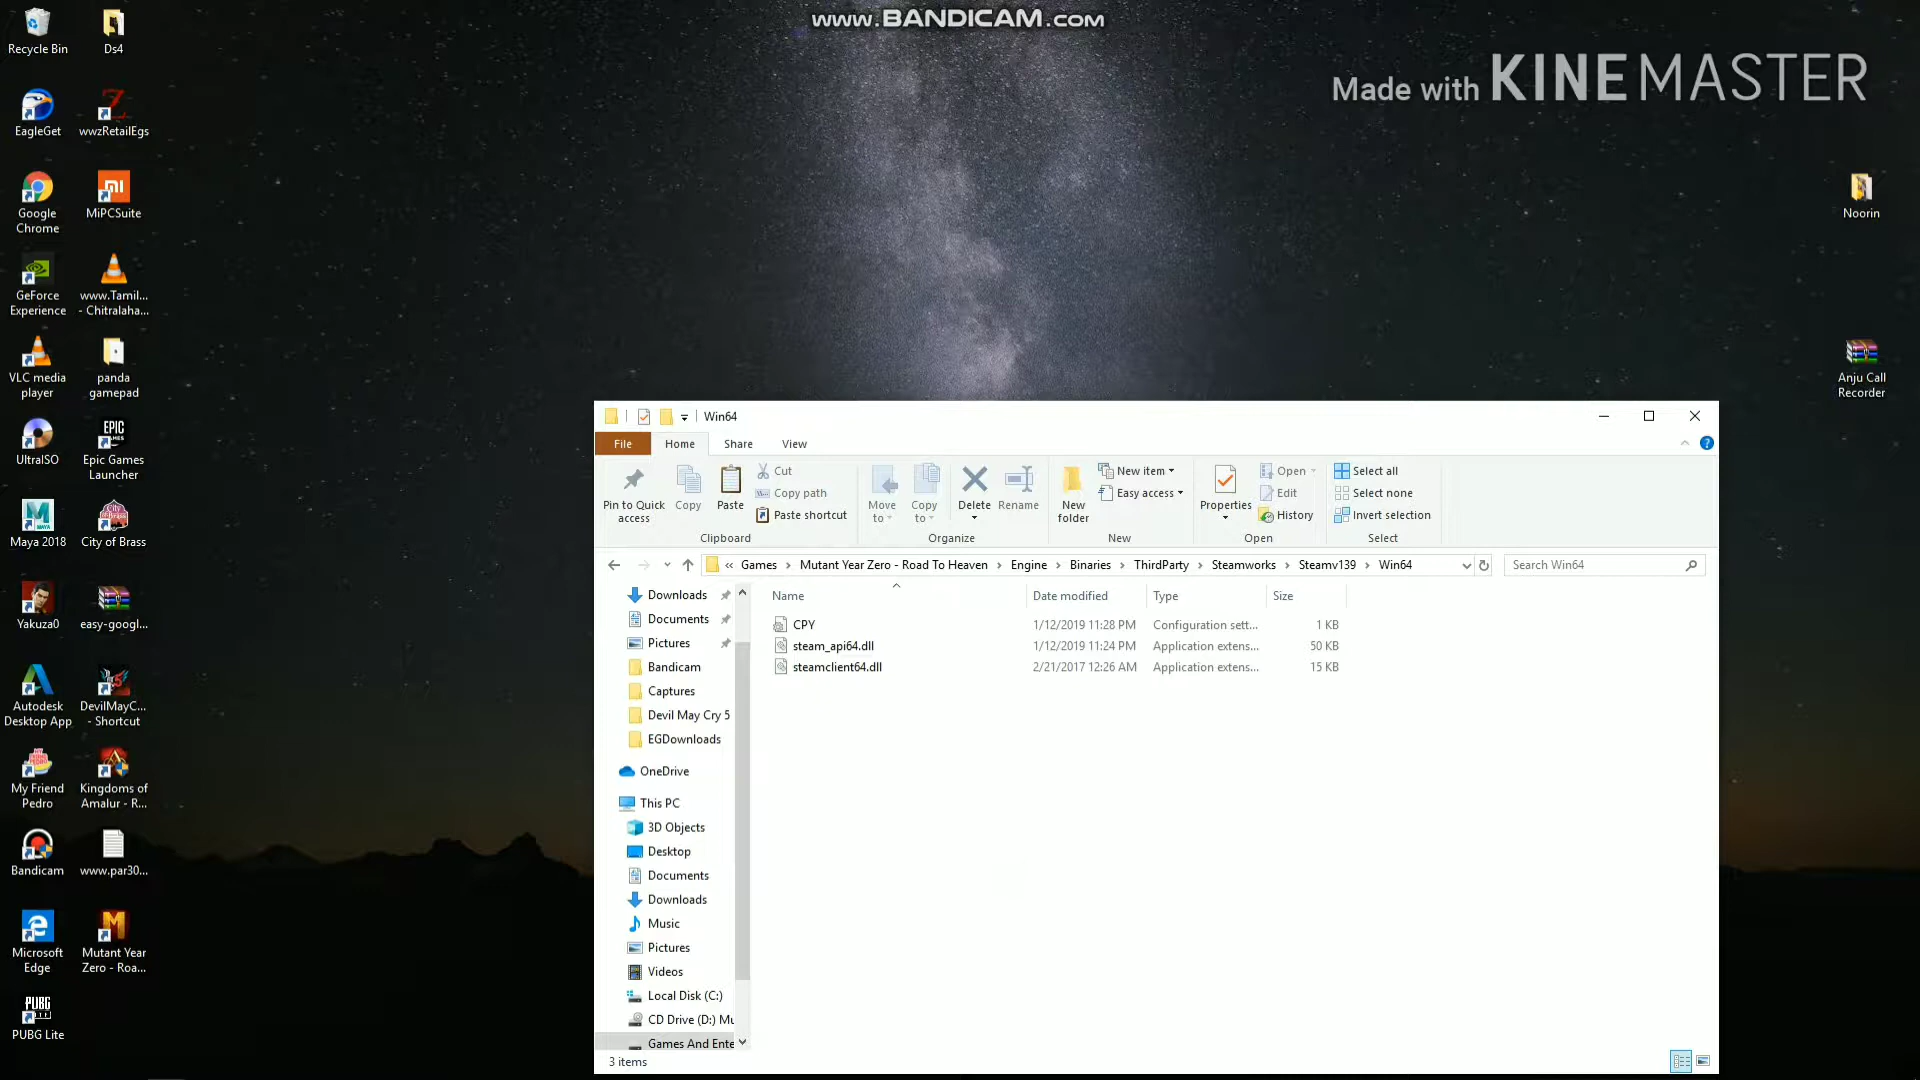 www.BANDICAM.com
Made with KINEMASTER
Recycle Bin
Ds4
EagleGet
wwzRetailEgs
Google
Chrome
MiPCSuite
GeForce
Experience
www.Tamil...
- Chitralaha...
VLC media
player
panda
gamepad
UltraISO
EPIC
GAMES
Epic Games
Launcher
MAYA
Maya 2018
City of Brass
Yakuza0
easy-googl...
Autodesk
Desktop App
DevilMayC...
- Shortcut
My Friend
Pedro
Kingdoms of
Amalur - R...
Bandicam
www.par30...
Microsoft
Edge
Mutant Year
Zero - Roa...
PUBG
PUBG Lite
Noorin
Anju Call
Recorder
Win64
File Home Share View
Pin to Quick
access
Copy
Paste
Cut
Copy path
Paste shortcut
Clipboard
Move
to
Copy
to
Delete
Rename
Organize
New
folder
New item
Easy access
New
Properties
Open
Edit
History
Open
Select all
Select none
Invert selection
Select
« Games > Mutant Year Zero - Road To Heaven > Engine > Binaries > ThirdParty > Steamworks > Steamv139 > Win64
Search Win64
Downloads
Documents
Pictures
Bandicam
Captures
Devil May Cry 5
EGDownloads
OneDrive
This PC
3D Objects
Desktop
Documents
Downloads
Music
Pictures
Videos
Local Disk (C:)
CD Drive (D:) Mu
Games And Ente
Name Date modified Type Size
CPY 1/12/2019 11:28 PM Configuration sett... 1 KB
steam_api64.dll 1/12/2019 11:24 PM Application extens... 50 KB
steamclient64.dll 2/21/2017 12:26 AM Application extens... 15 KB
3 items